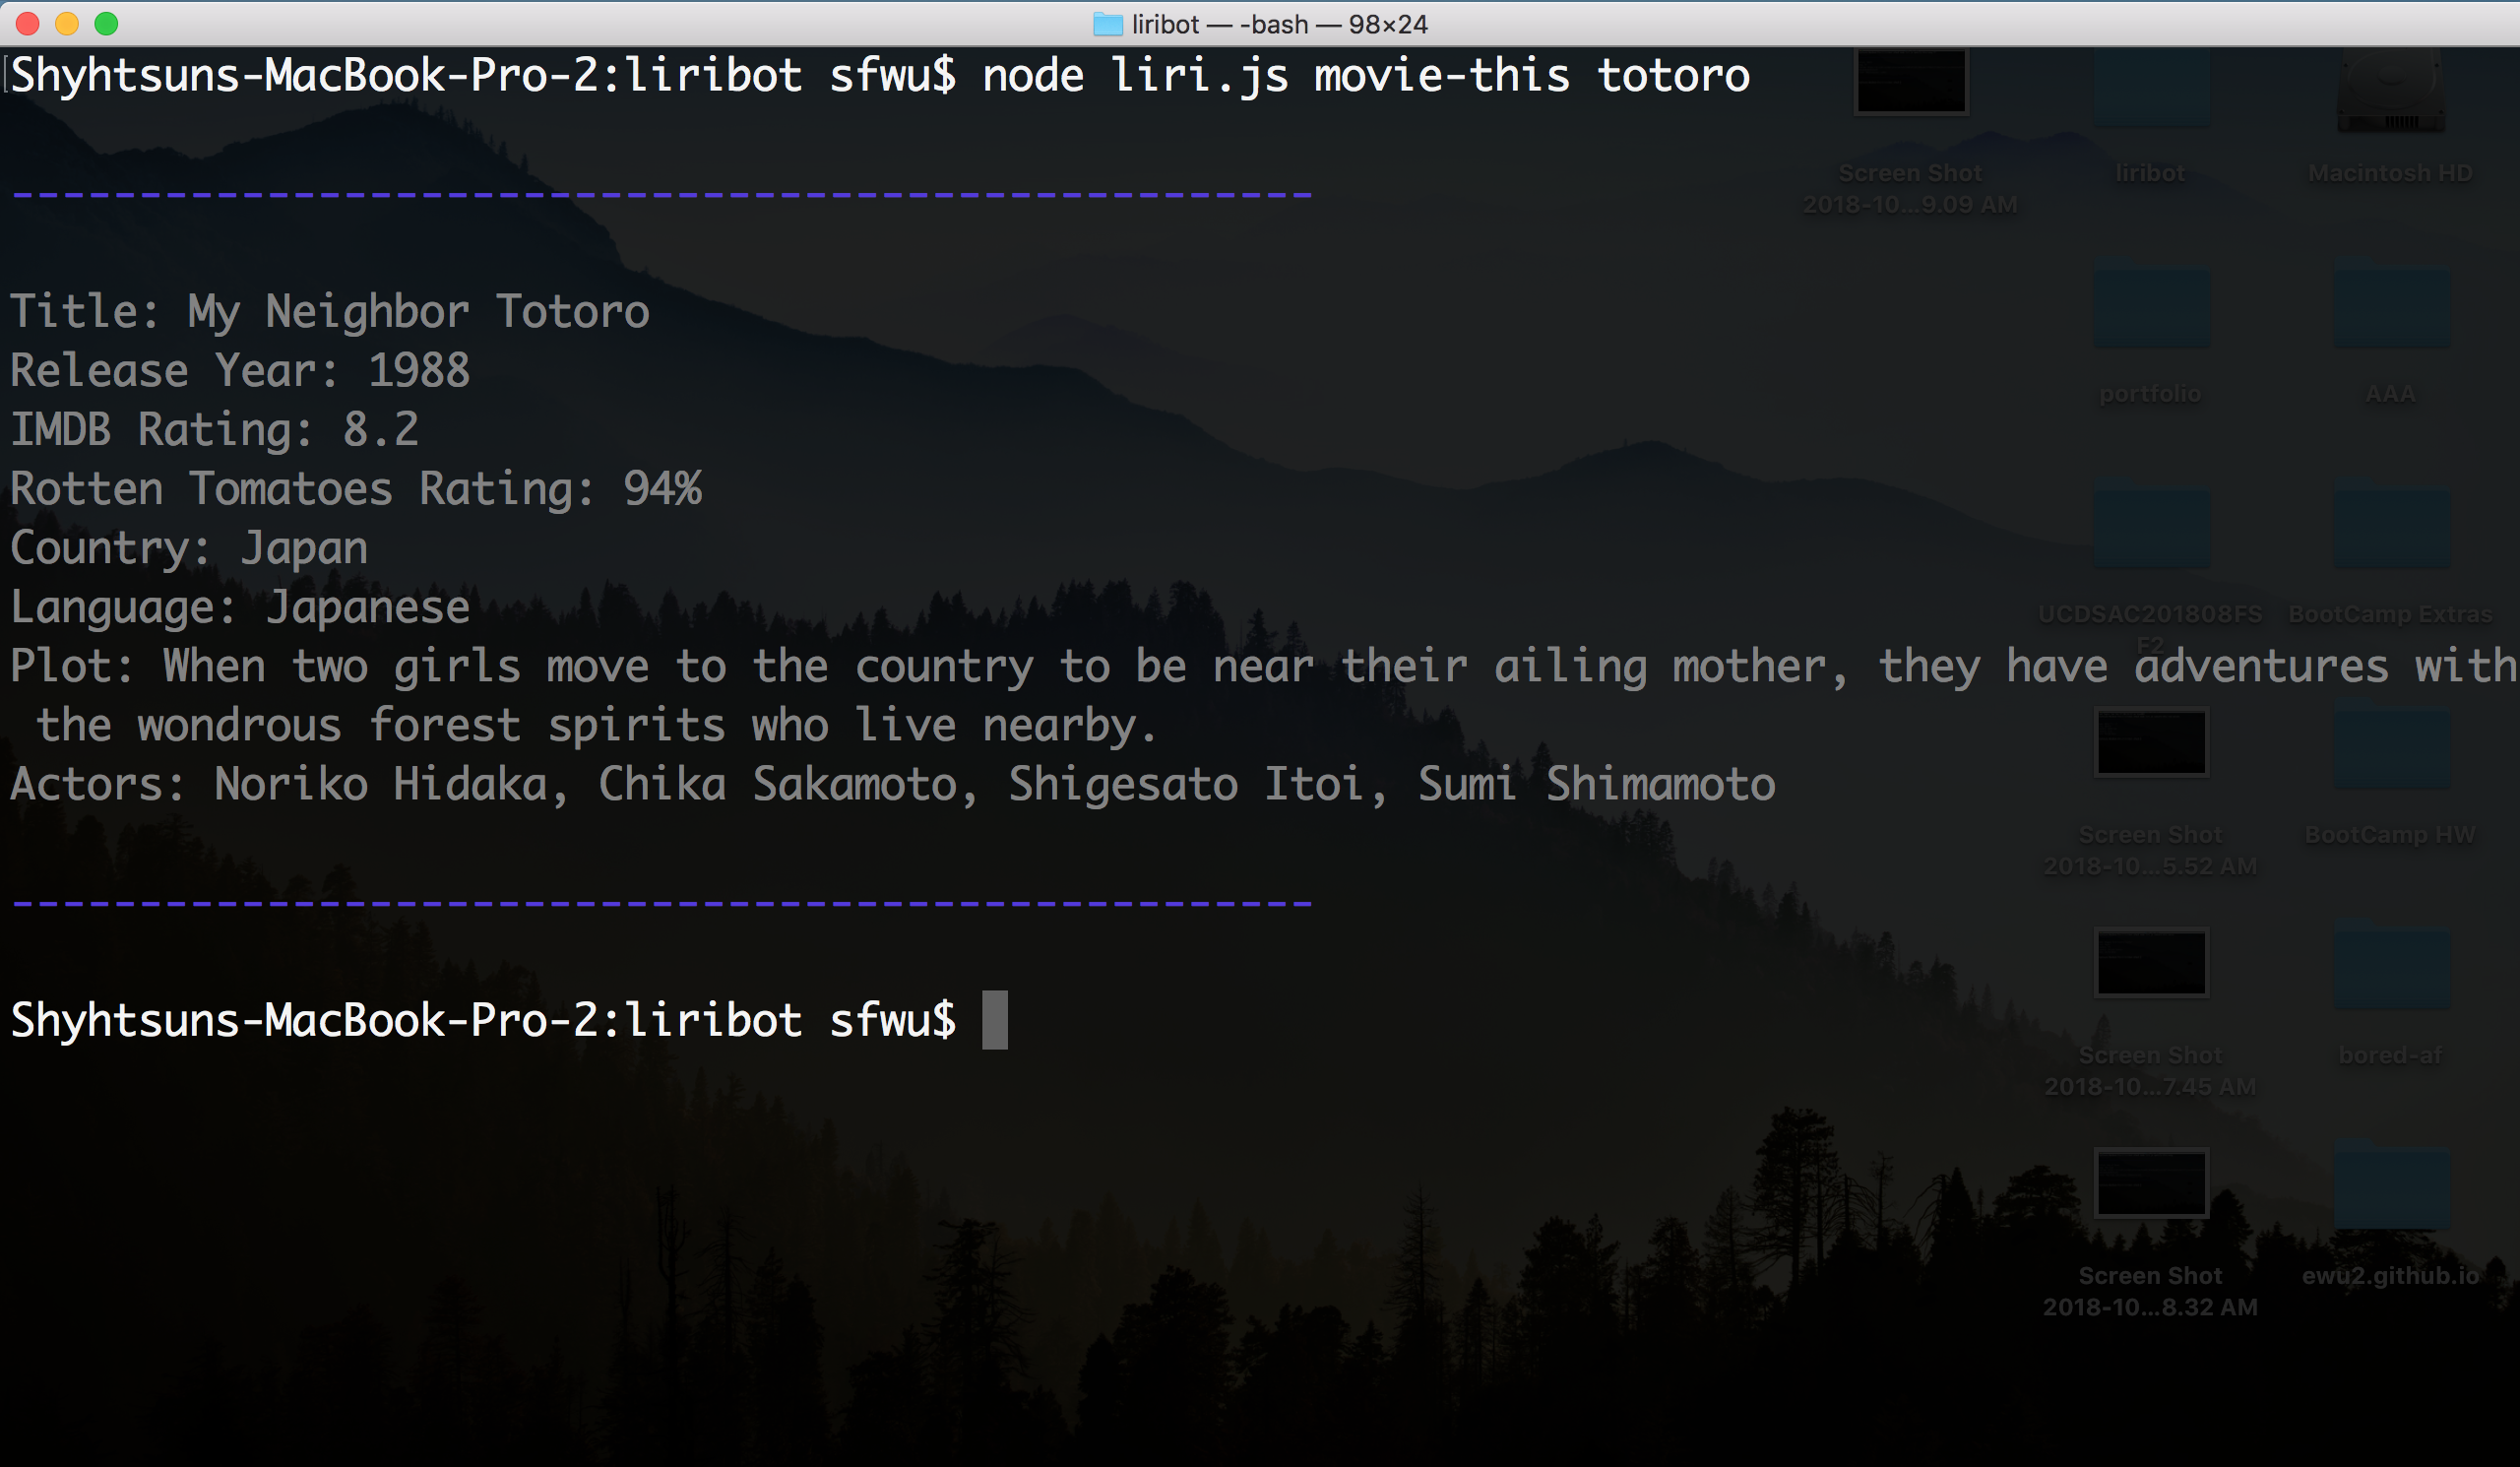 liribot — -bash — 98×24
Shyhtsuns-MacBook-Pro-2:liribot sfwu$ node liri.js movie-this totoro
---------------------------------------------------
Title: My Neighbor Totoro
Release Year: 1988
IMDB Rating: 8.2
Rotten Tomatoes Rating: 94%
Country: Japan
Language: Japanese
Plot: When two girls move to the country to be near their ailing mother, they have adventures with
the wondrous forest spirits who live nearby.
Actors: Noriko Hidaka, Chika Sakamoto, Shigesato Itoi, Sumi Shimamoto
---------------------------------------------------
Shyhtsuns-MacBook-Pro-2:liribot sfwu$
Screen Shot
2018-10...9.09 AM
liribot
Macintosh HD
portfolio
AAA
UCDSAC201808FS
F2
BootCamp Extras
Screen Shot
2018-10...5.52 AM
BootCamp HW
Screen Shot
2018-10...7.45 AM
bored-af
Screen Shot
2018-10...8.32 AM
ewu2.github.io